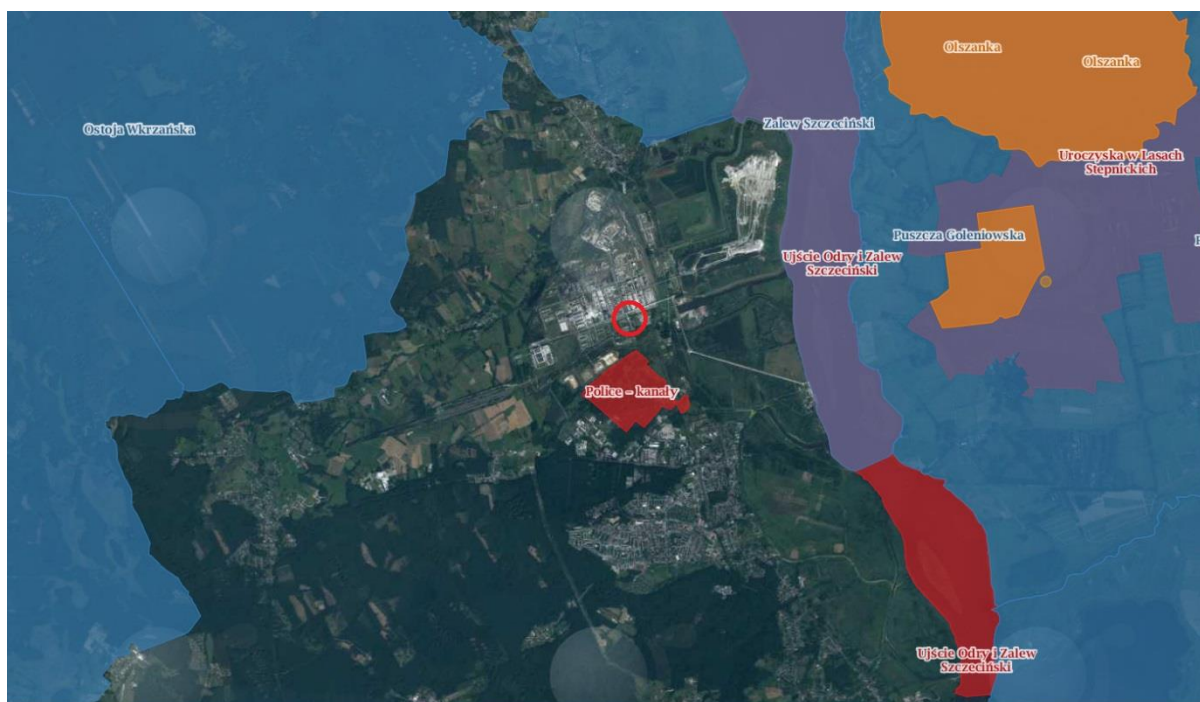 Olszanka
Olszanka
Ostoja Wkrzańska
Zalew Szczeciński
Uroczyska w Lasach
Stepnickich
Puszcza Goleniowska
Ujście Odry i Zalew
Szczeciński
Police – kanały
Ujście Odry i Zalew
Szczeciński